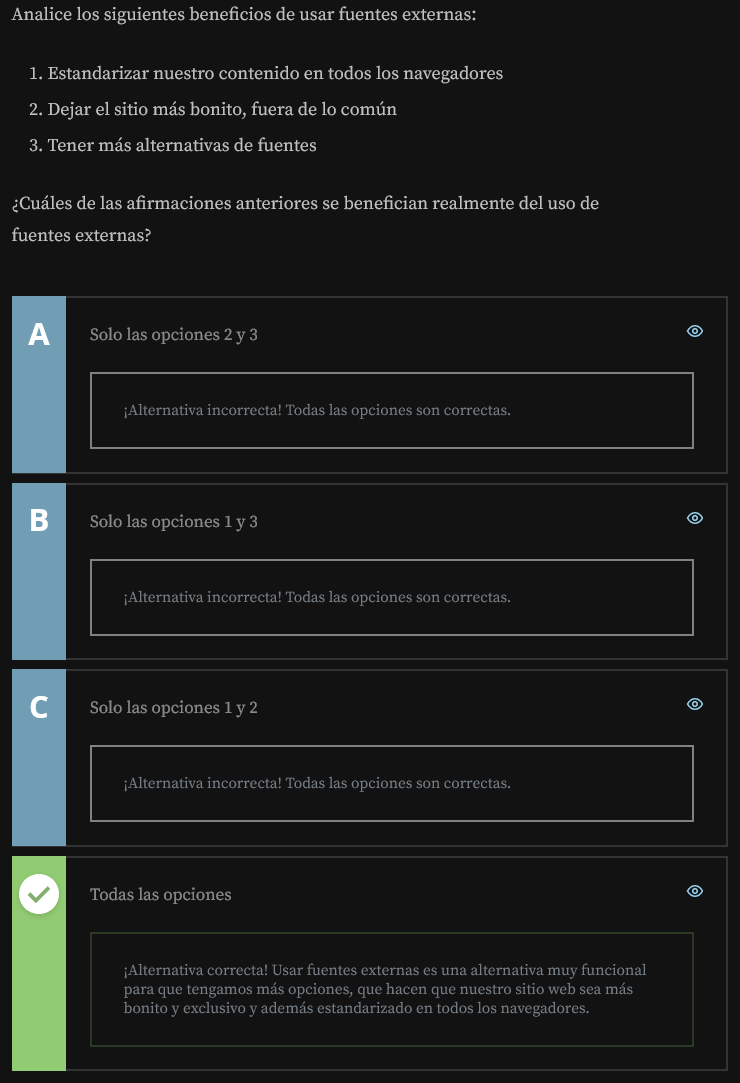 Analice los siguientes beneficios de usar fuentes externas:
1. Estandarizar nuestro contenido en todos los navegadores
2. Dejar el sitio más bonito, fuera de lo común
3. Tener más alternativas de fuentes
¿Cuáles de las afirmaciones anteriores se benefician realmente del uso de
fuentes externas?
A
Solo las opciones 2 y 3
¡Alternativa incorrecta! Todas las opciones son correctas.
B
Solo las opciones 1 y 3
¡Alternativa incorrecta! Todas las opciones son correctas.
C
Solo las opciones 1 y 2
¡Alternativa incorrecta! Todas las opciones son correctas.
Todas las opciones
¡Alternativa correcta! Usar fuentes externas es una alternativa muy funcional
para que tengamos más opciones, que hacen que nuestro sitio web sea más
bonito y exclusivo y además estandarizado en todos los navegadores.